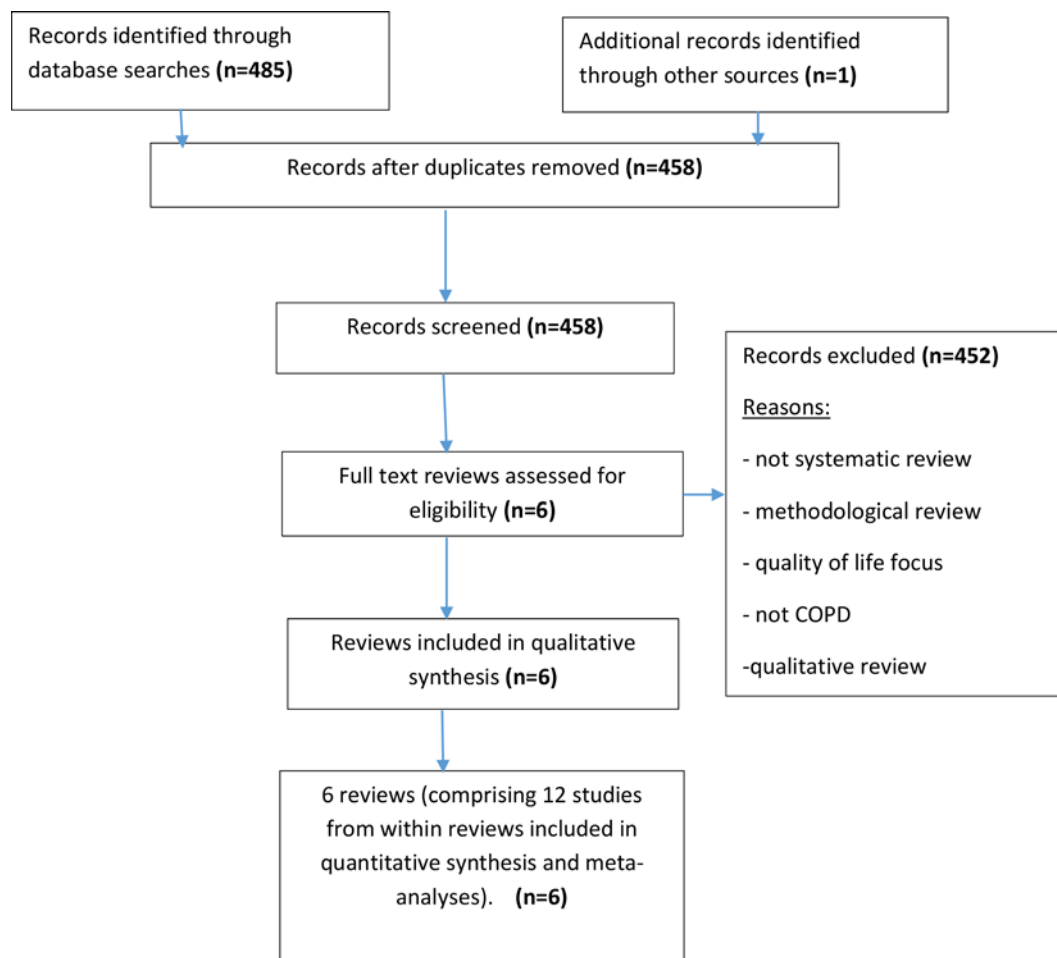 Records identified through
database searches (n=485)
Additional records identified
through other sources (n=1)
Records after duplicates removed (n=458)
Records screened (n=458)
Records excluded (n=452)
Reasons:
- not systematic review
- methodological review
- quality of life focus
- not COPD
-qualitative review
Full text reviews assessed for
eligibility (n=6)
Reviews included in qualitative
synthesis (n=6)
6 reviews (comprising 12 studies
from within reviews included in
quantitative synthesis and meta-
analyses). (n=6)